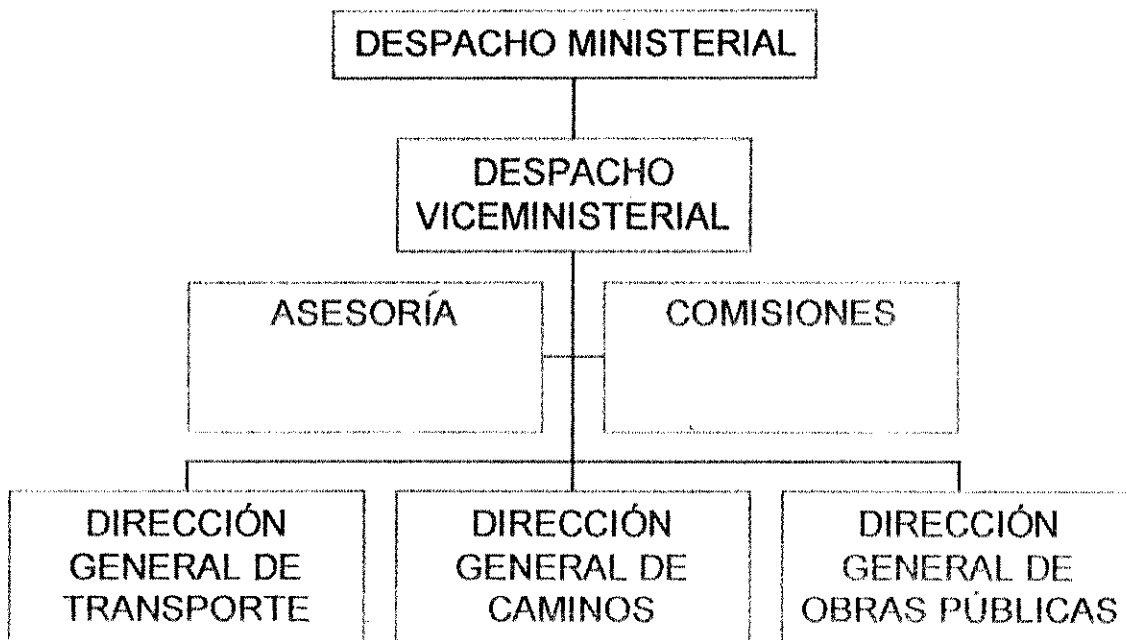 DESPACHO MINISTERIAL
DESPACHO
VICEMINISTERIAL
ASESORÍA
COMISIONES
DIRECCIÓN
GENERAL DE
TRANSPORTE
DIRECCIÓN
GENERAL DE
CAMINOS
DIRECCIÓN
GENERAL DE
OBRAS PÚBLICAS